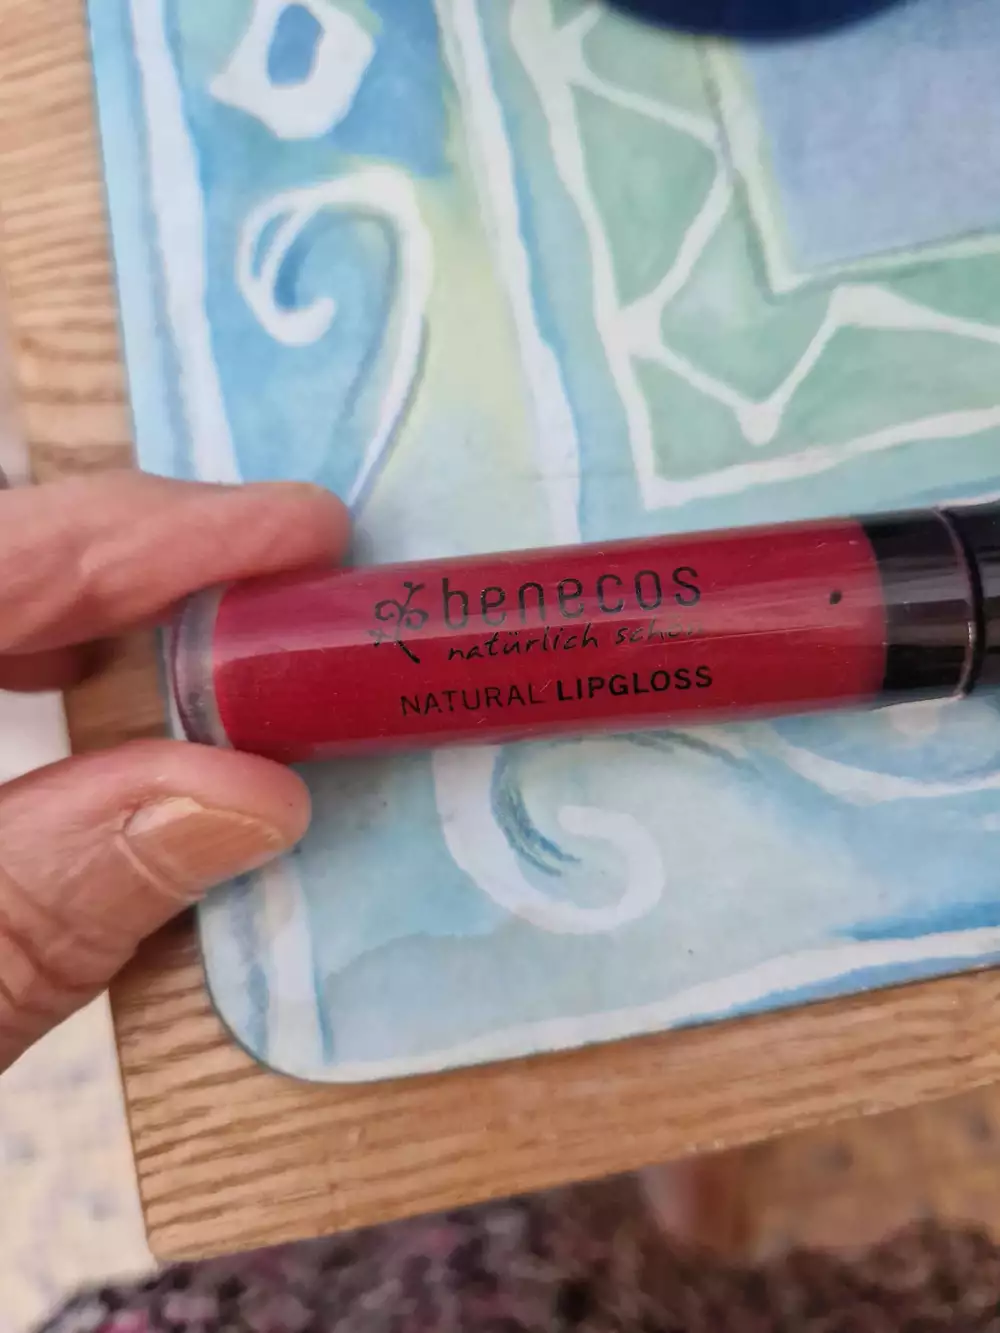 benecos
natürlich schön
NATURAL LIPGLOSS